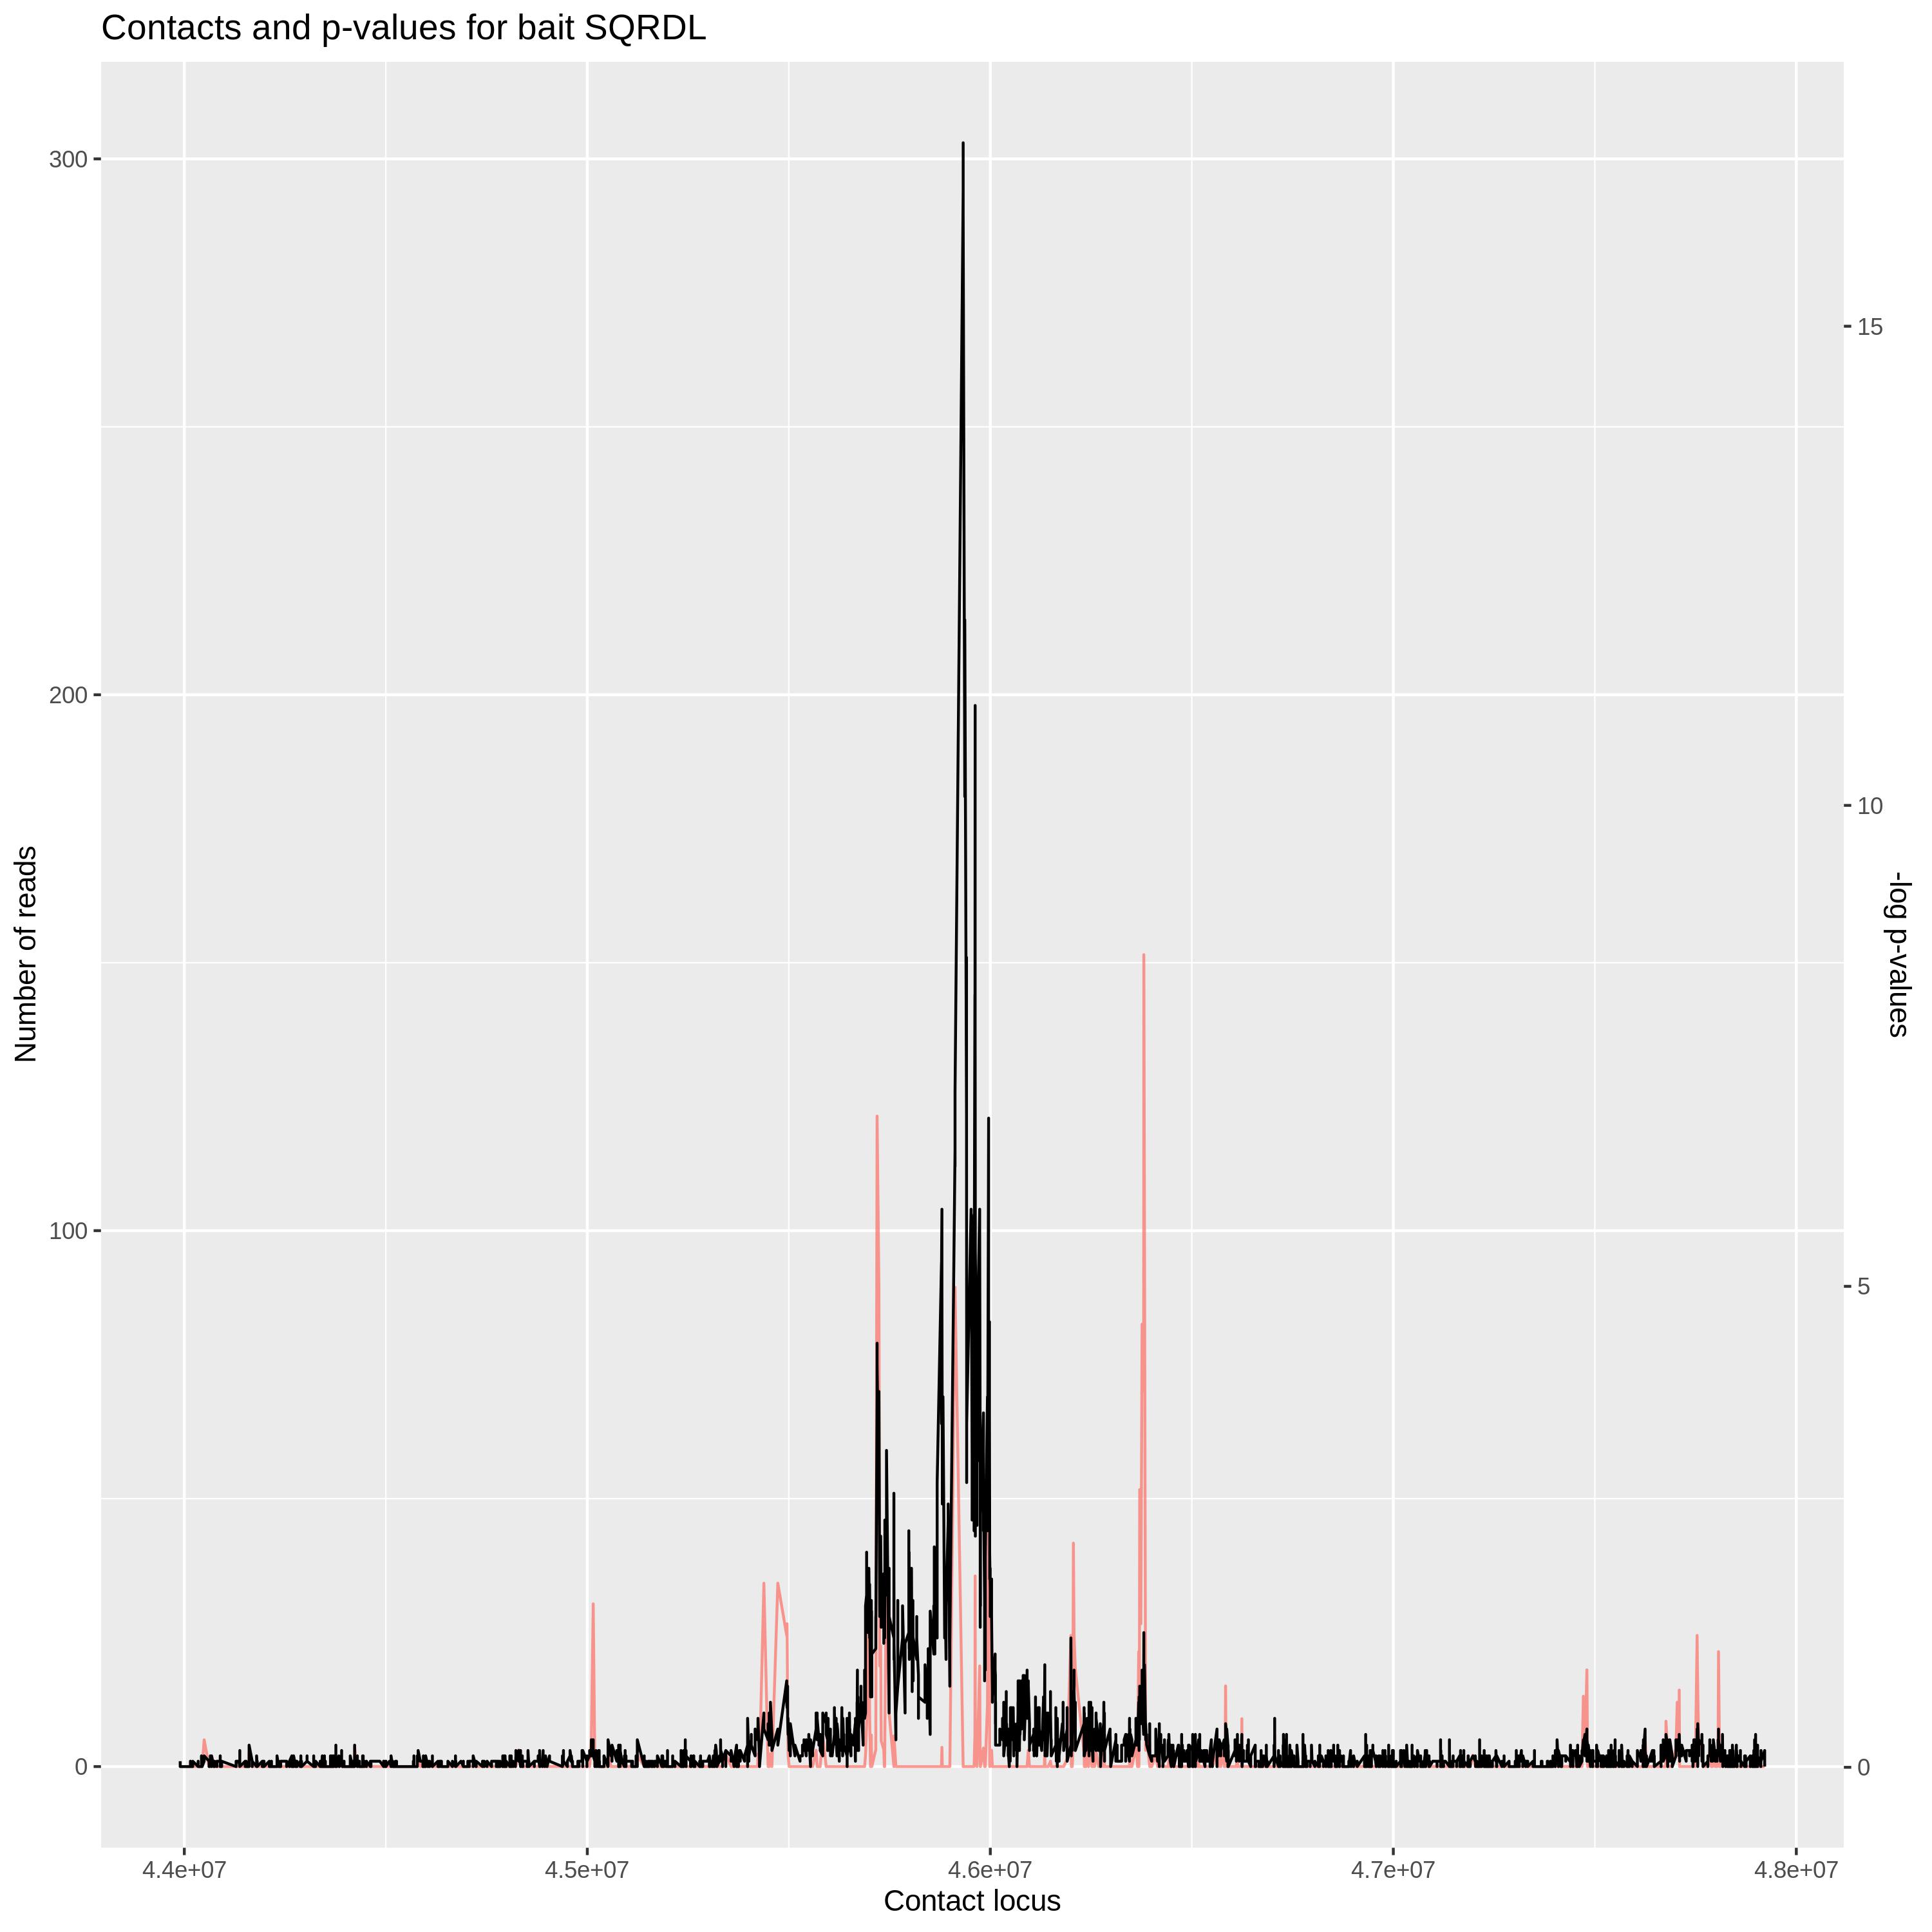 Contacts and p-values for bait SQRDL
300
200
100
0
Number of reads
15
10
5
0
-log p-values
4.4e+07
4.5e+07
4.6e+07
4.7e+07
4.8e+07
Contact locus